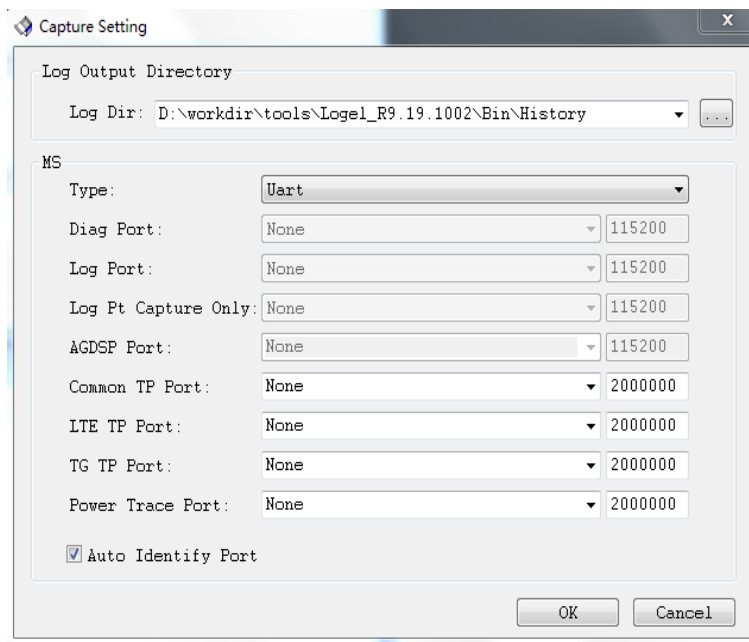 Capture Setting
x
Log Output Directory
Log Dir: D:\workdir\tools\Logel_R9.19.1002\Bin\History ...
MS
Type: Uart
Diag Port: None 115200
Log Port: None 115200
Log Pt Capture Only: None 115200
AGDSP Port: None 115200
Common TP Port: None 2000000
LTE TP Port: None 2000000
TG TP Port: None 2000000
Power Trace Port: None 2000000
Auto Identify Port
OK Cancel